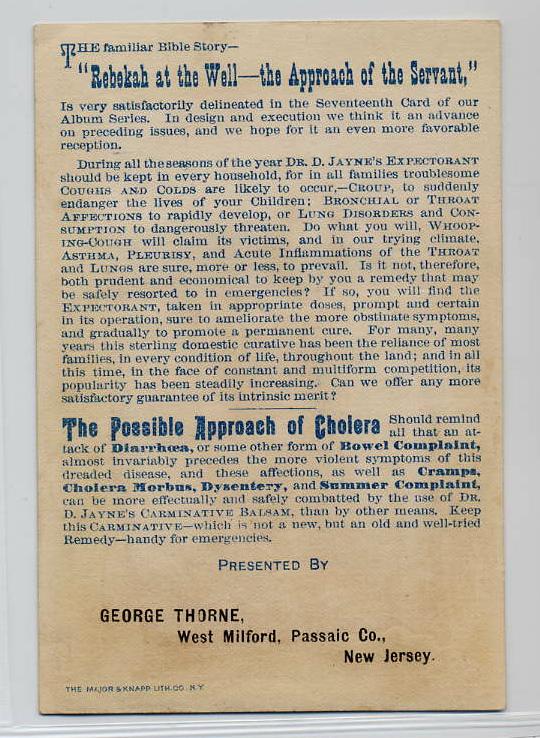 THE familiar Bible Story—
"Rebekah at the Well—the Approach of the Servant,"
Is very satisfactorily delineated in the Seventeenth Card of our
Album Series. In design and execution we think it an advance
on preceding issues, and we hope for it an even more favorable
reception.
During all the seasons of the year DR. D. JAYNE'S EXPECTORANT
should be kept in every household, for in all families troublesome
COUGHS AND COLDS are likely to occur,—CROUP, to suddenly
endanger the lives of your Children; BRONCHIAL or THROAT
AFFECTIONS to rapidly develop, or LUNG DISORDERS and CON-
SUMPTION to dangerously threaten. Do what you will, WHOOP-
ING-COUGH will claim its victims, and in our trying climate,
ASTHMA, PLEURISY, and Acute Inflammations of the THROAT
and LUNGS are sure, more or less, to prevail. Is it not, therefore,
both prudent and economical to keep by you a remedy that may
be safely resorted to in emergencies? If so, you will find the
EXPECTORANT, taken in appropriate doses, prompt and certain
in its operation, sure to ameliorate the more obstinate symptoms,
and gradually to promote a permanent cure. For many, many
years this sterling domestic curative has been the reliance of most
families, in every condition of life, throughout the land; and in all
this time, in the face of constant and multiform competition, its
popularity has been steadily increasing. Can we offer any more
satisfactory guarantee of its intrinsic merit?
The Possible Approach of Cholera Should remind
all that an at-
tack of Diarrhœa, or some other form of Bowel Complaint,
almost invariably precedes the more violent symptoms of this
dreaded disease, and these affections, as well as Cramps,
Cholera Morbus, Dysentery, and Summer Complaint,
can be more effectually and safely combatted by the use of DR.
D. JAYNE'S CARMINATIVE BALSAM, than by other means. Keep
this CARMINATIVE—which is not a new, but an old and well-tried
Remedy—handy for emergencies.
PRESENTED BY
GEORGE THORNE,
West Milford, Passaic Co.,
New Jersey.
THE MAJOR & KNAPP LITH. CO. N.Y.